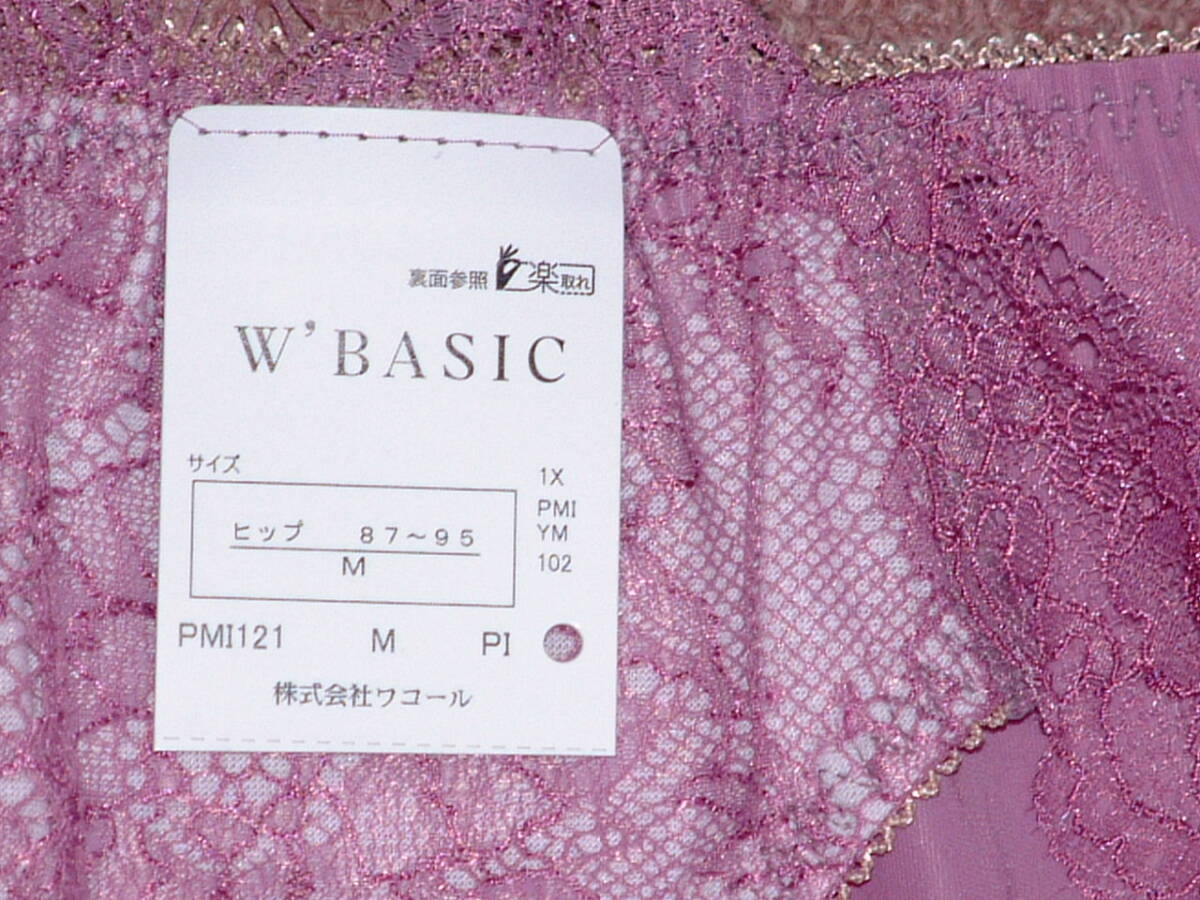 裏面参照 楽取れ
W'BASIC
サイズ
ヒップ 87～95
M
1X
PMI
YM
102
PMI121 M PI
株式会社ワコール